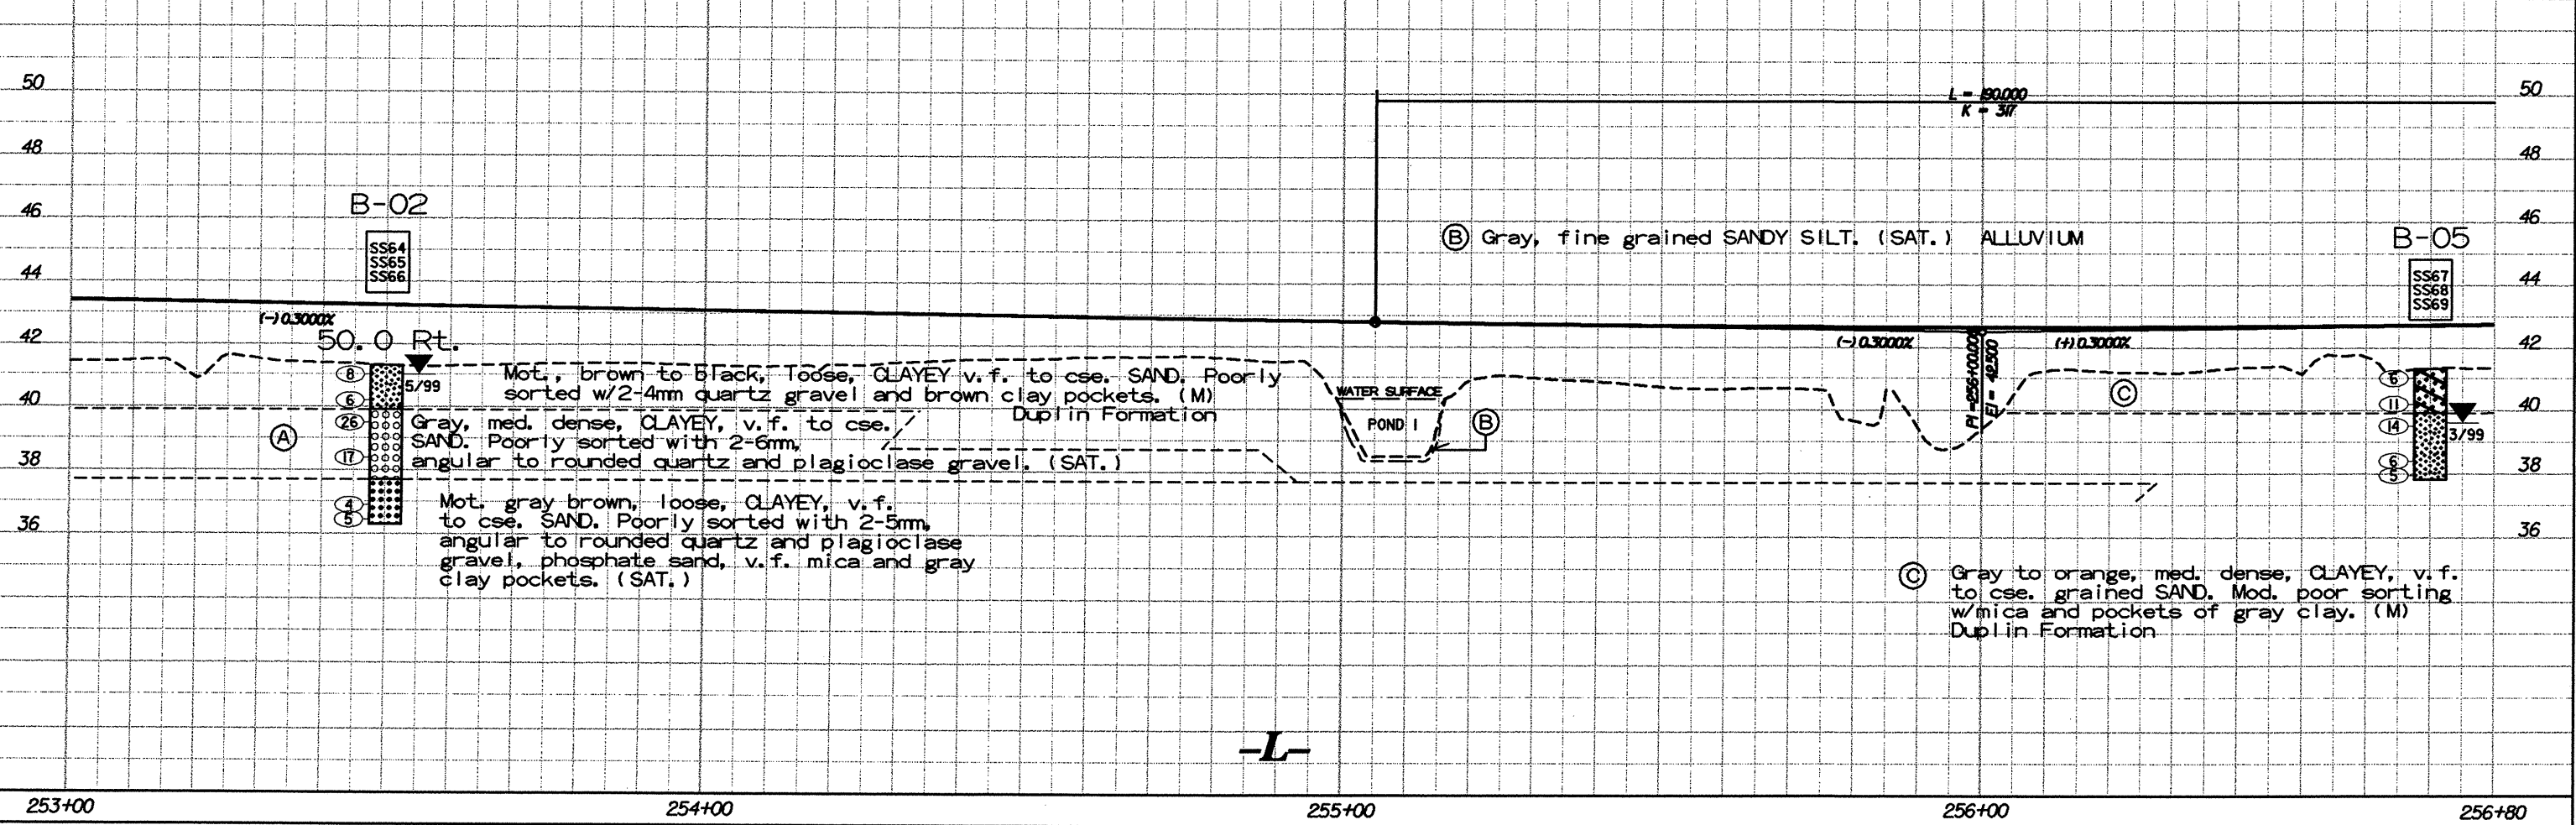 50
50
L = 190.000
K = 317
48
48
B-02
46
46
SS64
SS65
SS66
Ⓑ Gray, fine grained SANDY SILT. (SAT.) ALLUVIUM
B-05
44
44
SS67
SS68
SS69
(-) 0.3000%
50.0 Rt.
42
(-) 0.3000%
PI = 256+00.000
El = 42.500
(+) 0.3000%
42
8
5/99
Mot., brown to black, loose, CLAYEY v.f. to cse. SAND. Poorly
sorted w/2-4mm quartz gravel and brown clay pockets. (M)
Duplin Formation
WATER SURFACE
POND 1
Ⓑ
Ⓒ
6
11
14
6
5
3/99
40
40
6
26
17
Ⓐ
Gray, med. dense, CLAYEY, v.f. to cse.
SAND. Poorly sorted with 2-6mm,
angular to rounded quartz and plagioclase gravel. (SAT.)
38
38
4
5
Mot. gray brown, loose, CLAYEY, v.f.
to cse. SAND. Poorly sorted with 2-5mm,
angular to rounded quartz and plagioclase
gravel, phosphate sand, v.f. mica and gray
clay pockets. (SAT.)
36
36
Ⓒ Gray to orange, med. dense, CLAYEY, v.f.
to cse. grained SAND. Mod. poor sorting
w/mica and pockets of gray clay. (M)
Duplin Formation
-L-
253+00
254+00
255+00
256+00
256+80